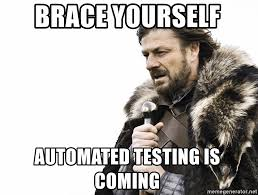 BRACE YOURSELF
AUTOMATED TESTING IS
COMING
memegenerator.net